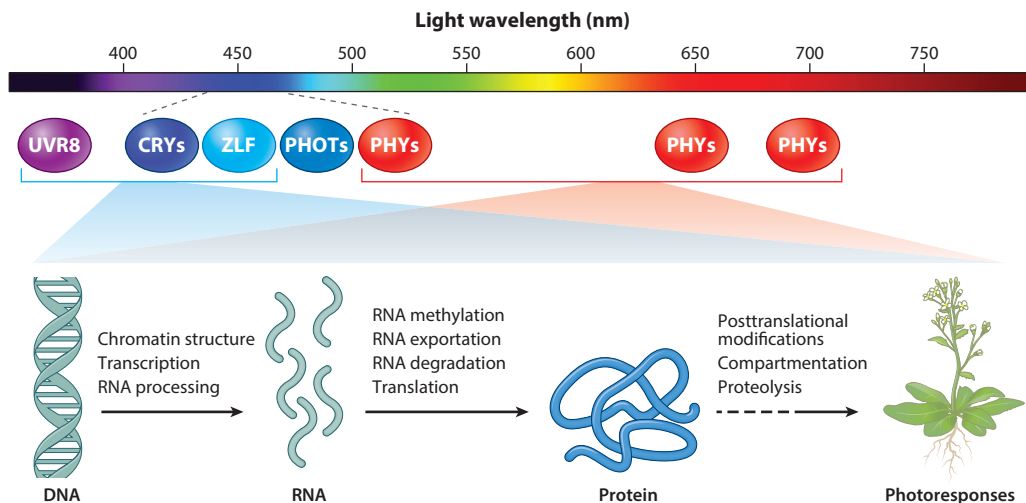 Light wavelength (nm)
400 450 500 550 600 650 700 750
UVR8 CRYs ZLF PHOTs PHYs PHYs PHYs
Chromatin structure
Transcription
RNA processing
RNA methylation
RNA exportation
RNA degradation
Translation
Posttranslational
modifications
Compartmentation
Proteolysis
DNA RNA Protein Photoresponses